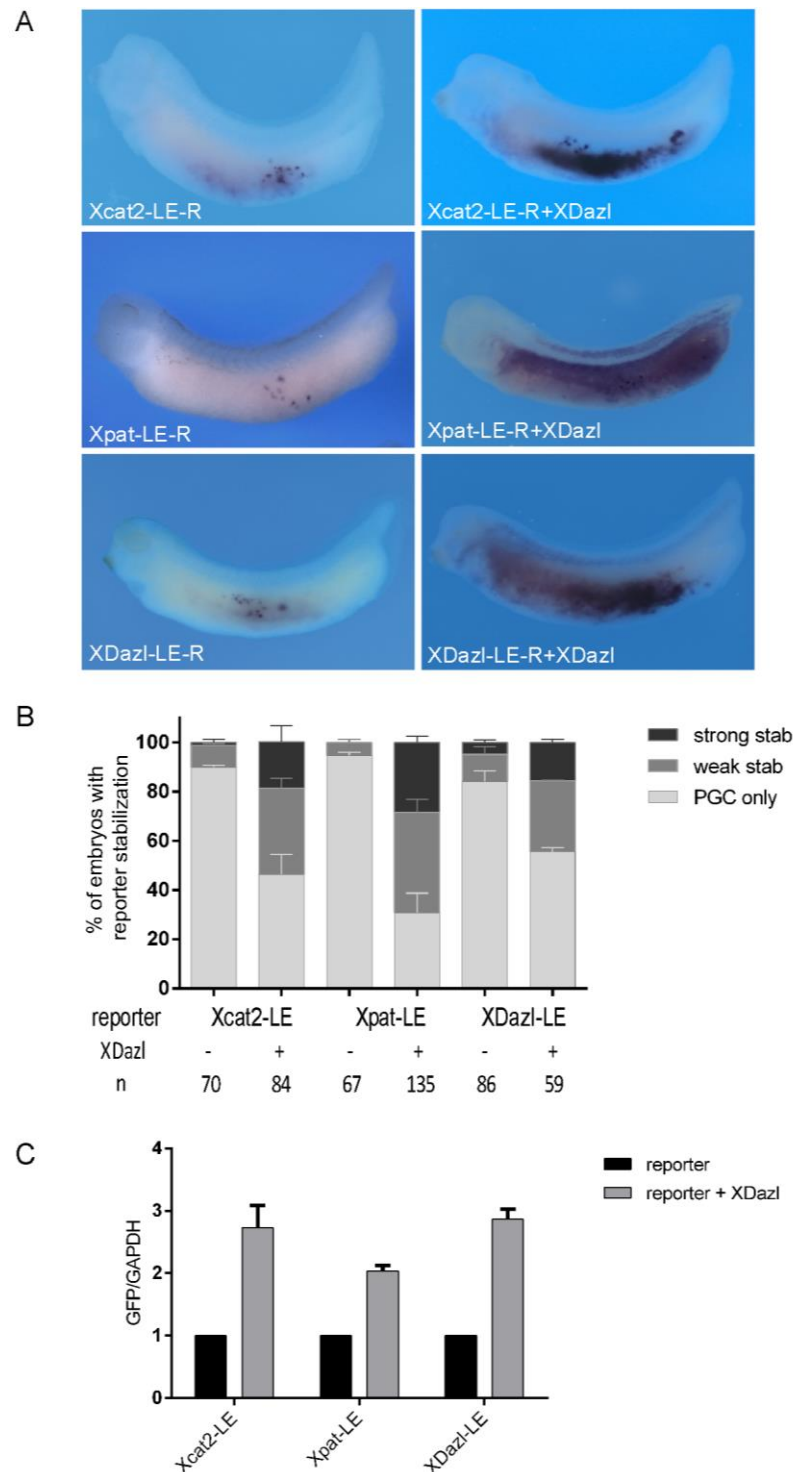 A
Xcat2-LE-R
Xcat2-LE-R+XDazl
Xpat-LE-R
Xpat-LE-R+XDazl
XDazl-LE-R
XDazl-LE-R+XDazl
B
% of embryos with
reporter stabilization
100
80
60
40
20
0
strong stab
weak stab
PGC only
reporter Xcat2-LE Xpat-LE XDazl-LE
XDazl - + - + - +
n 70 84 67 135 86 59
C
GFP/GAPDH
4
3
2
1
0
reporter
reporter + XDazl
Xcat2-LE
Xpat-LE
XDazl-LE